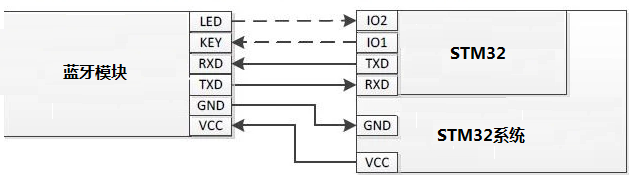 LED
KEY
RXD
TXD
GND
VCC
蓝牙模块
IO2
IO1
TXD
RXD
STM32
GND
VCC
STM32系统